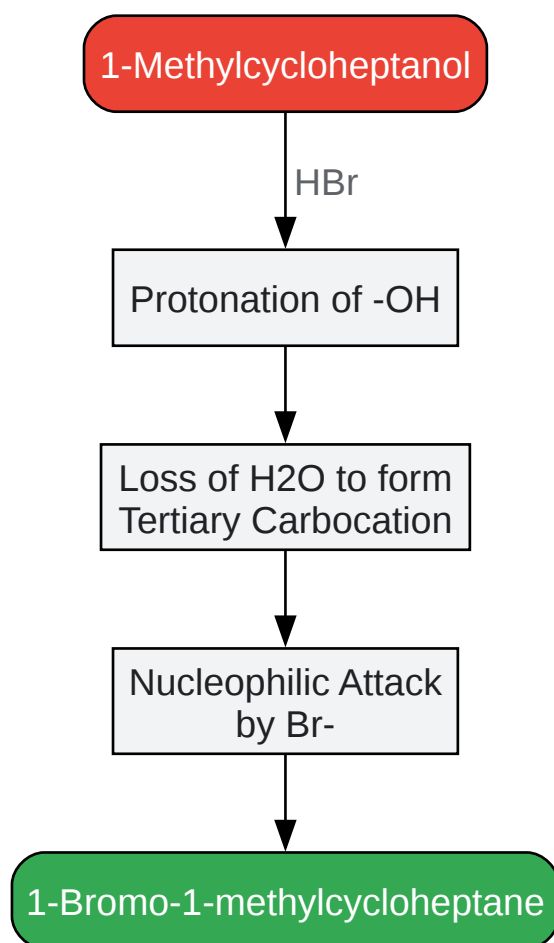 1-Methylcycloheptanol
HBr
Protonation of -OH
Loss of H2O to form
Tertiary Carbocation
Nucleophilic Attack
by Br-
1-Bromo-1-methylcycloheptane